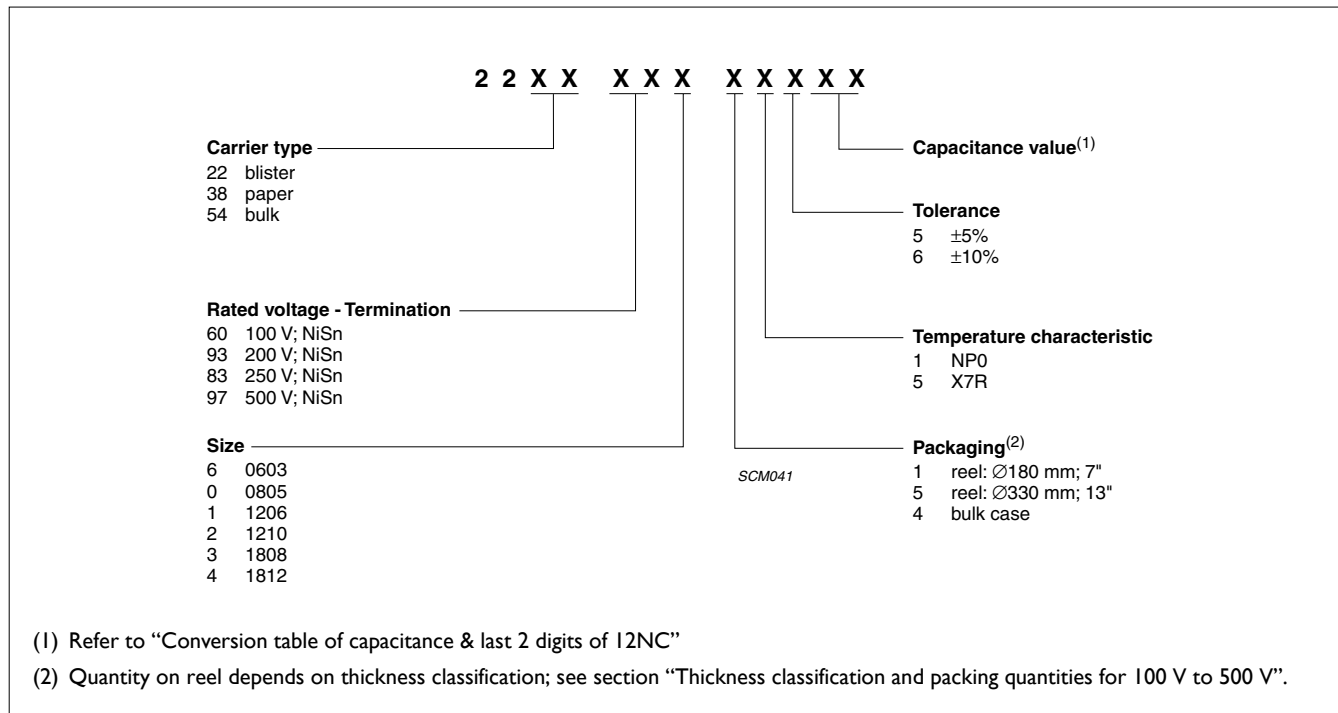 2 2 X X X X X X X X X X
Carrier type
22 blister
38 paper
54 bulk
Rated voltage - Termination
60 100 V; NiSn
93 200 V; NiSn
83 250 V; NiSn
97 500 V; NiSn
Size
6 0603
0 0805
1 1206
2 1210
3 1808
4 1812
Capacitance value(1)
Tolerance
5 ±5%
6 ±10%
Temperature characteristic
1 NP0
5 X7R
Packaging(2)
1 reel: ∅180 mm; 7"
5 reel: ∅330 mm; 13"
4 bulk case
SCM041
(1) Refer to “Conversion table of capacitance & last 2 digits of 12NC”
(2) Quantity on reel depends on thickness classification; see section “Thickness classification and packing quantities for 100 V to 500 V”.